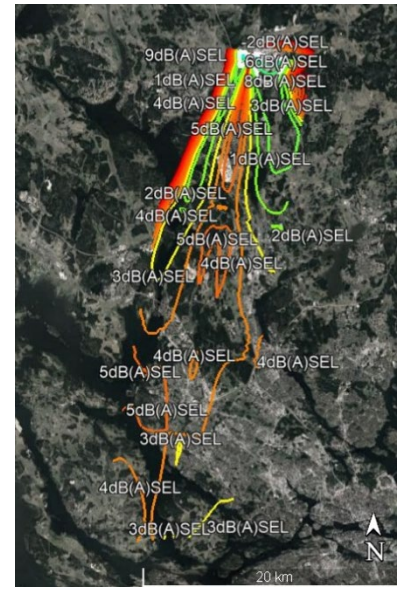 -2dB(A)SEL
9dB(A)SEL
6dB(A)SEL
1dB(A)SEL
8dB(A)SEL
4dB(A)SEL
3dB(A)SEL
5dB(A)SEL
1dB(A)SEL
2dB(A)SEL
4dB(A)SEL
5dB(A)SEL
2dB(A)SEL
4dB(A)SEL
3dB(A)SEL
4dB(A)SEL
4dB(A)SEL
5dB(A)SEL
5dB(A)SEL
3dB(A)SEL
4dB(A)SEL
3dB(A)SEL
3dB(A)SEL
N
20 km